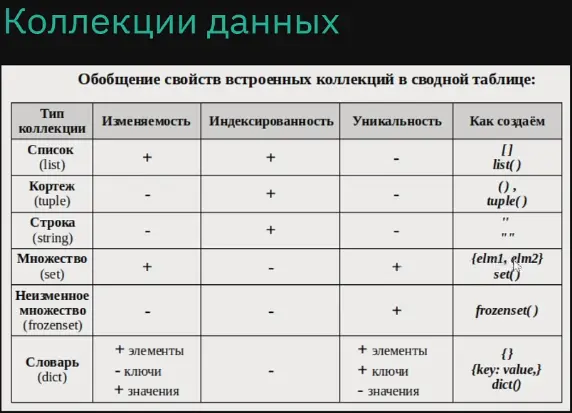 Коллекции данных
Обобщение свойств встроенных коллекций в сводной таблице:
Тип коллекции Изменяемость Индексированность Уникальность Как создаём
Список (list) + + - [ ] list( )
Кортеж (tuple) - + - ( ) , tuple( )
Строка (string) - + - '' ""
Множество (set) + - + {elm1, elm2} set( )
Неизменное множество (frozenset) - - + frozenset( )
Словарь (dict) + элементы - ключи + значения - + элементы + ключи - значения { } {key: value,} dict()